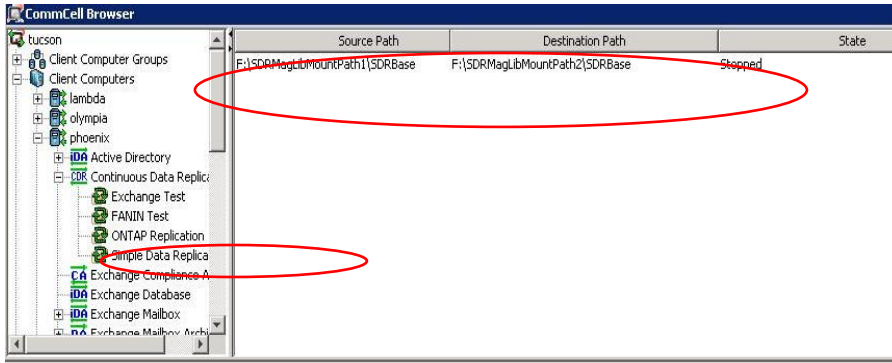 CommCell Browser
tucson
Client Computer Groups
Client Computers
lambda
olympia
phoenix
iDA Active Directory
CDR Continuous Data Replica
Exchange Test
FANIN Test
ONTAP Replication
Simple Data Replica
CA Exchange Compliance A
iDA Exchange Database
iDA Exchange Mailbox
DA Exchange Mailbox Archi
Source Path Destination Path State
F:\SDRMagLibMountPath1\SDRBase F:\SDRMagLibMountPath2\SDRBase Stopped